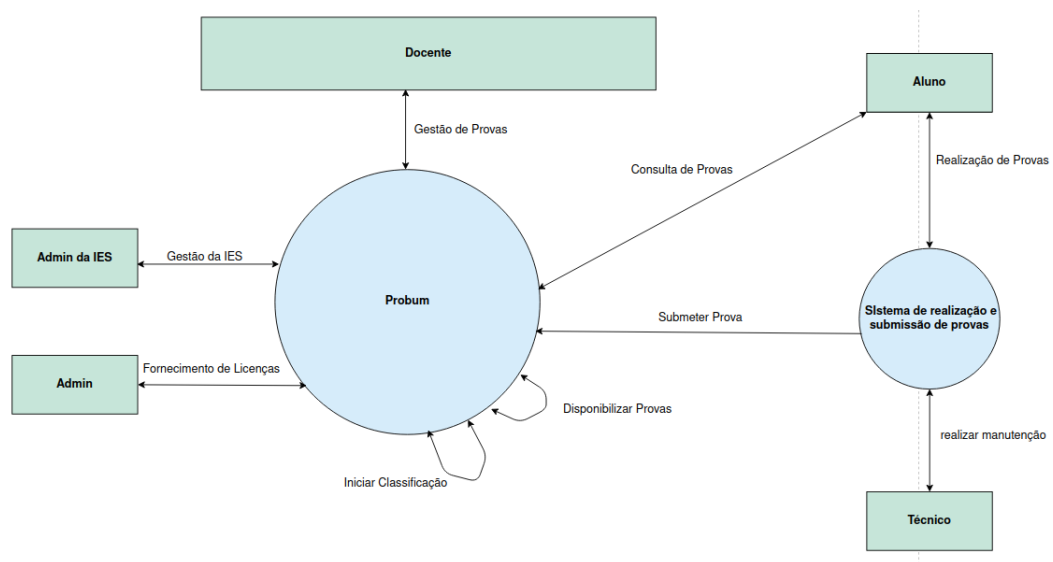 Docente
Aluno
Gestão de Provas
Consulta de Provas
Realização de Provas
Admin da IES
Gestão da IES
Probum
SIstema de realização e
submissão de provas
Submeter Prova
Admin
Fornecimento de Licenças
Disponibilizar Provas
realizar manutenção
Iniciar Classificação
Técnico